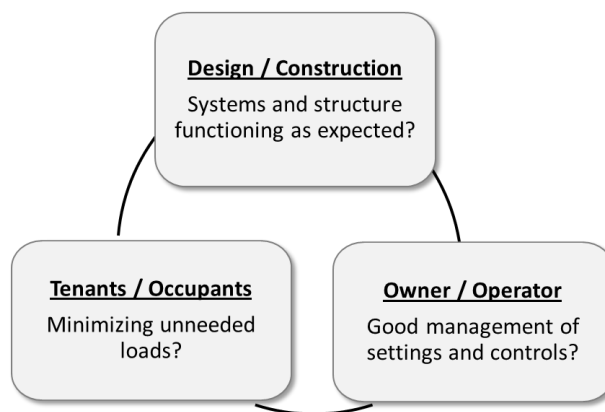 Design / Construction
Systems and structure
functioning as expected?
Tenants / Occupants
Minimizing unneeded
loads?
Owner / Operator
Good management of
settings and controls?